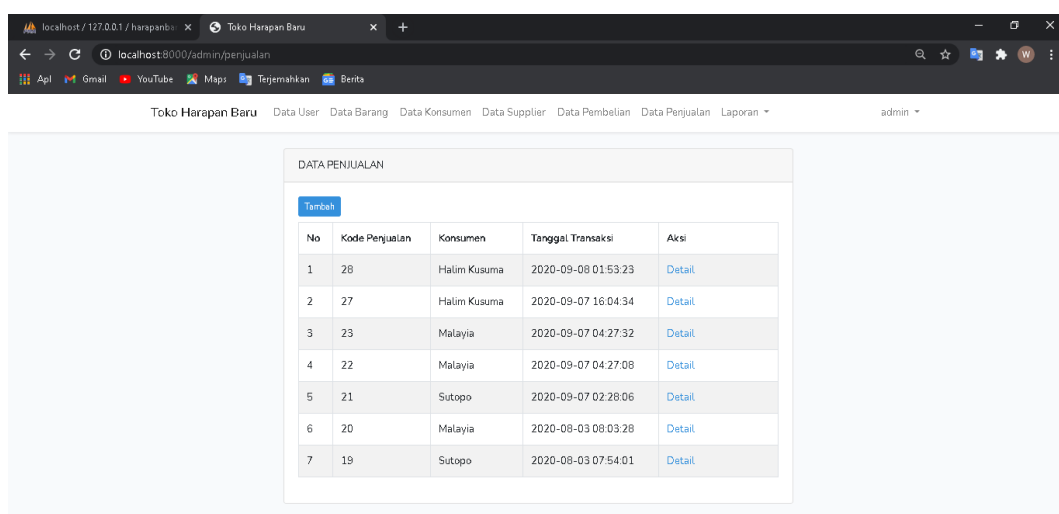 localhost / 127.0.0.1 / harapanba
Toko Harapan Baru
localhost:8000/admin/penjualan
W
Apl Gmail YouTube Maps Terjemahkan Berita
Toko Harapan Baru Data User Data Barang Data Konsumen Data Supplier Data Pembelian Data Penjualan Laporan admin
DATA PENJUALAN
Tambah
No Kode Penjualan Konsumen Tanggal Transaksi Aksi
1 28 Halim Kusuma 2020-09-08 01:53:23 Detail
2 27 Halim Kusuma 2020-09-07 16:04:34 Detail
3 23 Malayia 2020-09-07 04:27:32 Detail
4 22 Malayia 2020-09-07 04:27:08 Detail
5 21 Sutopo 2020-09-07 02:28:06 Detail
6 20 Malayia 2020-08-03 08:03:28 Detail
7 19 Sutopo 2020-08-03 07:54:01 Detail